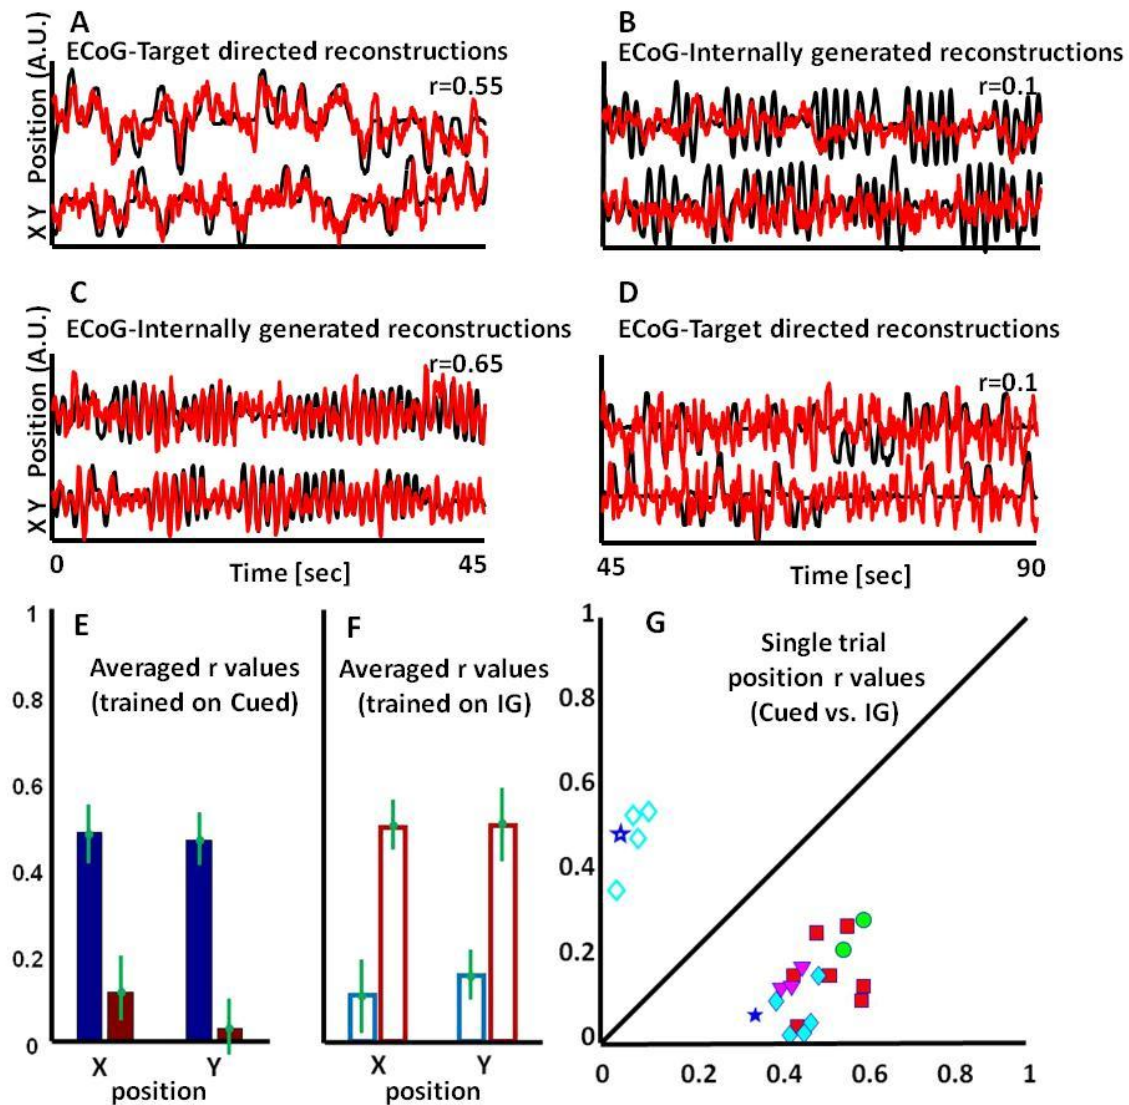 A
ECoG-Target directed reconstructions
r=0.55
Position (A.U.)
X Y
B
ECoG-Internally generated reconstructions
r=0.1
C
ECoG-Internally generated reconstructions
r=0.65
Position (A.U.)
X Y
0
Time [sec]
45
D
ECoG-Target directed reconstructions
r=0.1
45
Time [sec]
90
E
Averaged r values
(trained on Cued)
1
0.8
0.6
0.4
0.2
0
X
Y
position
F
Averaged r values
(trained on IG)
X
Y
position
G
Single trial
position r values
(Cued vs. IG)
1
0.8
0.6
0.4
0.2
0
0
0.2
0.4
0.6
0.8
1